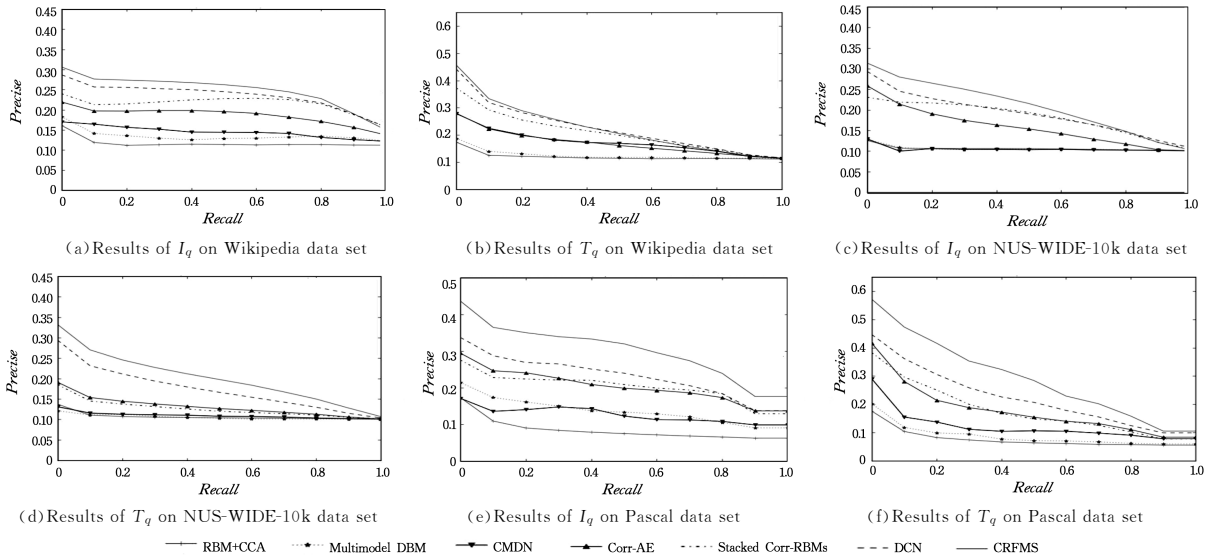 0.45
0.40
0.35
0.30
0.25
0.20
0.15
0.10
0.05
0
Precise
0 0.2 0.4 0.6 0.8 1.0
Recall
(a)Results of Iq on Wikipedia data set
0.6
0.5
0.4
0.3
0.2
0.1
0
Precise
0 0.2 0.4 0.6 0.8 1.0
Recall
(b)Results of Tq on Wikipedia data set
0.45
0.40
0.35
0.30
0.25
0.20
0.15
0.10
0.05
0
Precise
0 0.2 0.4 0.6 0.8 1.0
Recall
(c)Results of Iq on NUS-WIDE-10k data set
0.45
0.40
0.35
0.30
0.25
0.20
0.15
0.10
0.05
0
Precise
0 0.2 0.4 0.6 0.8 1.0
Recall
(d)Results of Tq on NUS-WIDE-10k data set
0.5
0.4
0.3
0.2
0.1
0
Precise
0 0.2 0.4 0.6 0.8 1.0
Recall
(e)Results of Iq on Pascal data set
0.6
0.5
0.4
0.3
0.2
0.1
0
Precise
0 0.2 0.4 0.6 0.8 1.0
Recall
(f)Results of Tq on Pascal data set
RBM+CCA Multimodel DBM CMDN Corr-AE Stacked Corr-RBMs DCN CRFMS